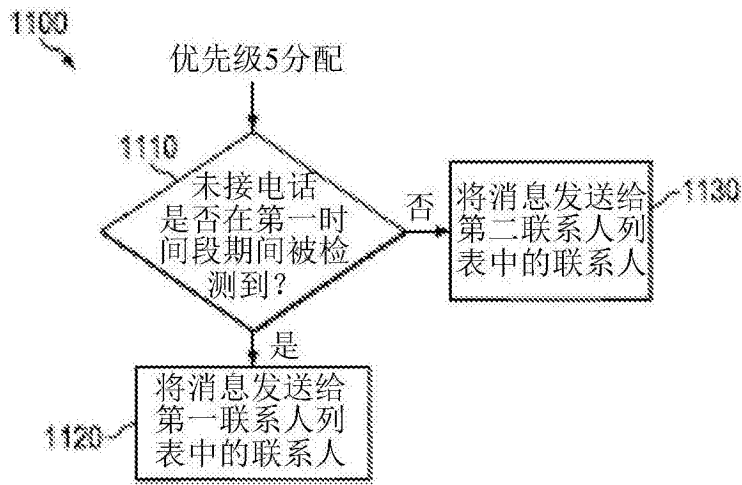 1100
优先级5分配
1110
未接电话
是否在第一时
间段期间被检
测到?
否
将消息发送给
第二联系人列
表中的联系人
1130
是
将消息发送给
第一联系人列
表中的联系人
1120